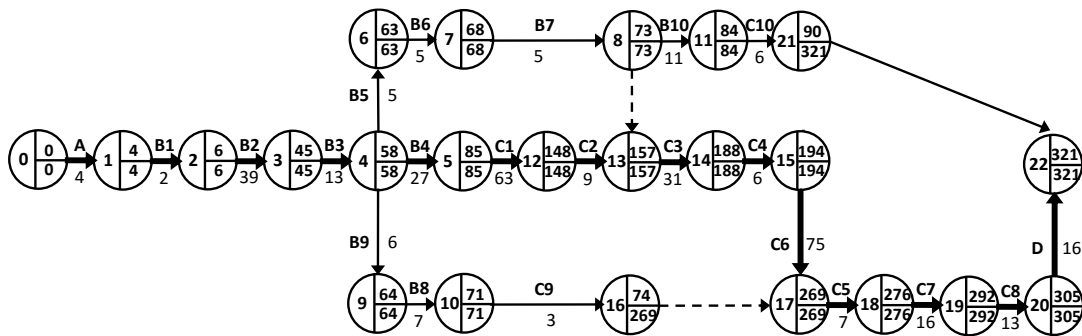 B6 B7 B10 C10
6 63 63 7 68 68 8 73 73 11 84 84 21 90 321
5 5 11 6
B5 5
A B1 B2 B3 B4 C1 C2 C3 C4
0 0 0 1 4 4 2 6 6 3 45 45 4 58 58 5 85 85 12 148 148 13 157 157 14 188 188 15 194 194 22 321 321
4 2 39 13 27 63 9 31 6
B9 6 C6 75 D 16
B8 C9 C5 C7 C8
9 64 64 10 71 71 16 74 269 17 269 269 18 276 276 19 292 292 20 305 305
7 3 7 16 13